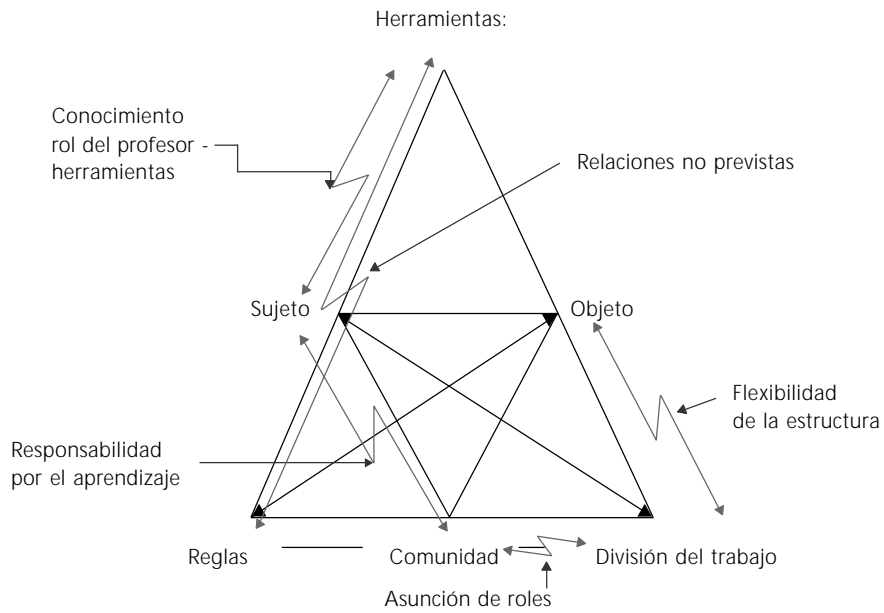 Herramientas:
Conocimiento
rol del profesor -
herramientas
Relaciones no previstas
Sujeto
Objeto
Flexibilidad
de la estructura
Responsabilidad
por el aprendizaje
Reglas
Comunidad
División del trabajo
Asunción de roles